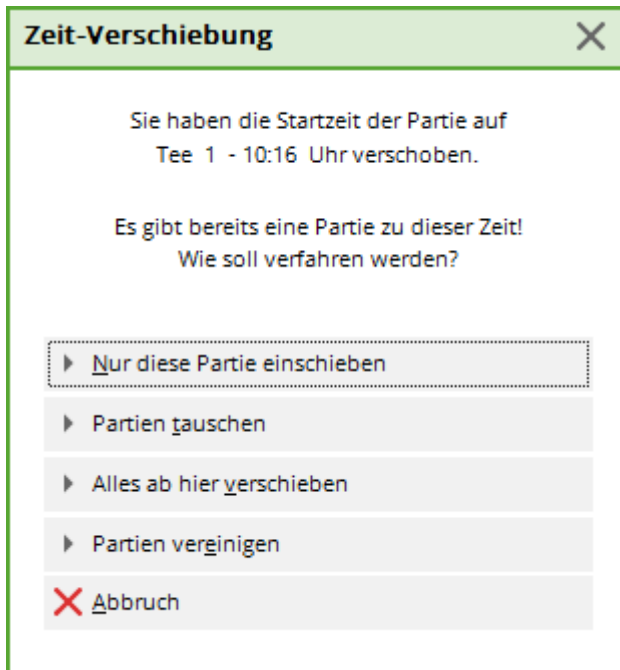 Zeit-Verschiebung
Sie haben die Startzeit der Partie auf
Tee 1 - 10:16 Uhr verschoben.
Es gibt bereits eine Partie zu dieser Zeit!
Wie soll verfahren werden?
Nur diese Partie einschieben
Partien tauschen
Alles ab hier verschieben
Partien vereinigen
Abbruch